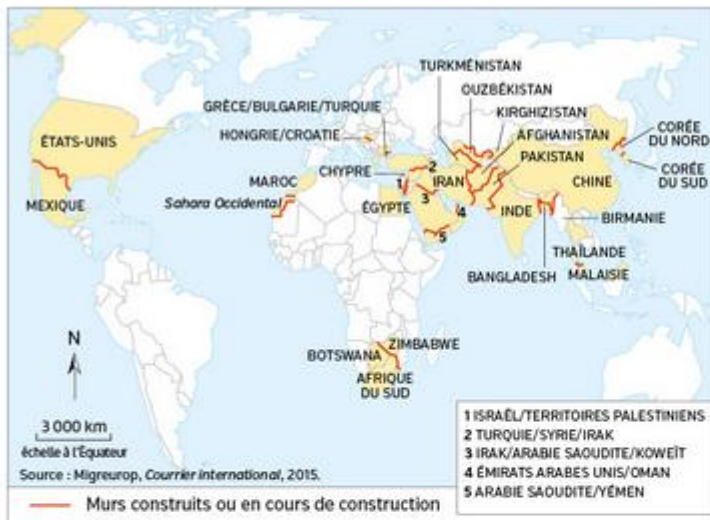 TURKMÉNISTAN
OUZBÉKISTAN
GRÈCE/BULGARIE/TURQUIE
KIRGHIZISTAN
HONGRIE/CROATIE
AFGHANISTAN
CORÉE
DU NORD
ÉTATS-UNIS
PAKISTAN
CHYPRE
2
IRAN
CORÉE
DU SUD
MAROC
1
3
CHINE
Sahara Occidental
MEXIQUE
ÉGYPTE
4
INDE
BIRMANIE
5
THAÏLANDE
BANGLADESH
MALAISIE
ZIMBABWE
BOTSWANA
AFRIQUE
DU SUD
N
3 000 km
échelle à l'Équateur
Source : Migreurop, Courrier international, 2015.
1 ISRAËL/TERRITOIRES PALESTINIENS
2 TURQUIE/SYRIE/IRAK
3 IRAK/ARABIE SAOUDITE/KOWEÏT
4 ÉMIRATS ARABES UNIS/OMAN
5 ARABIE SAOUDITE/YÉMEN
Murs construits ou en cours de construction